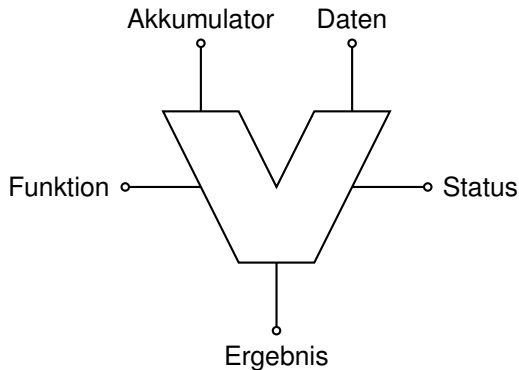 Akkumulator
Daten
Funktion
Status
Ergebnis